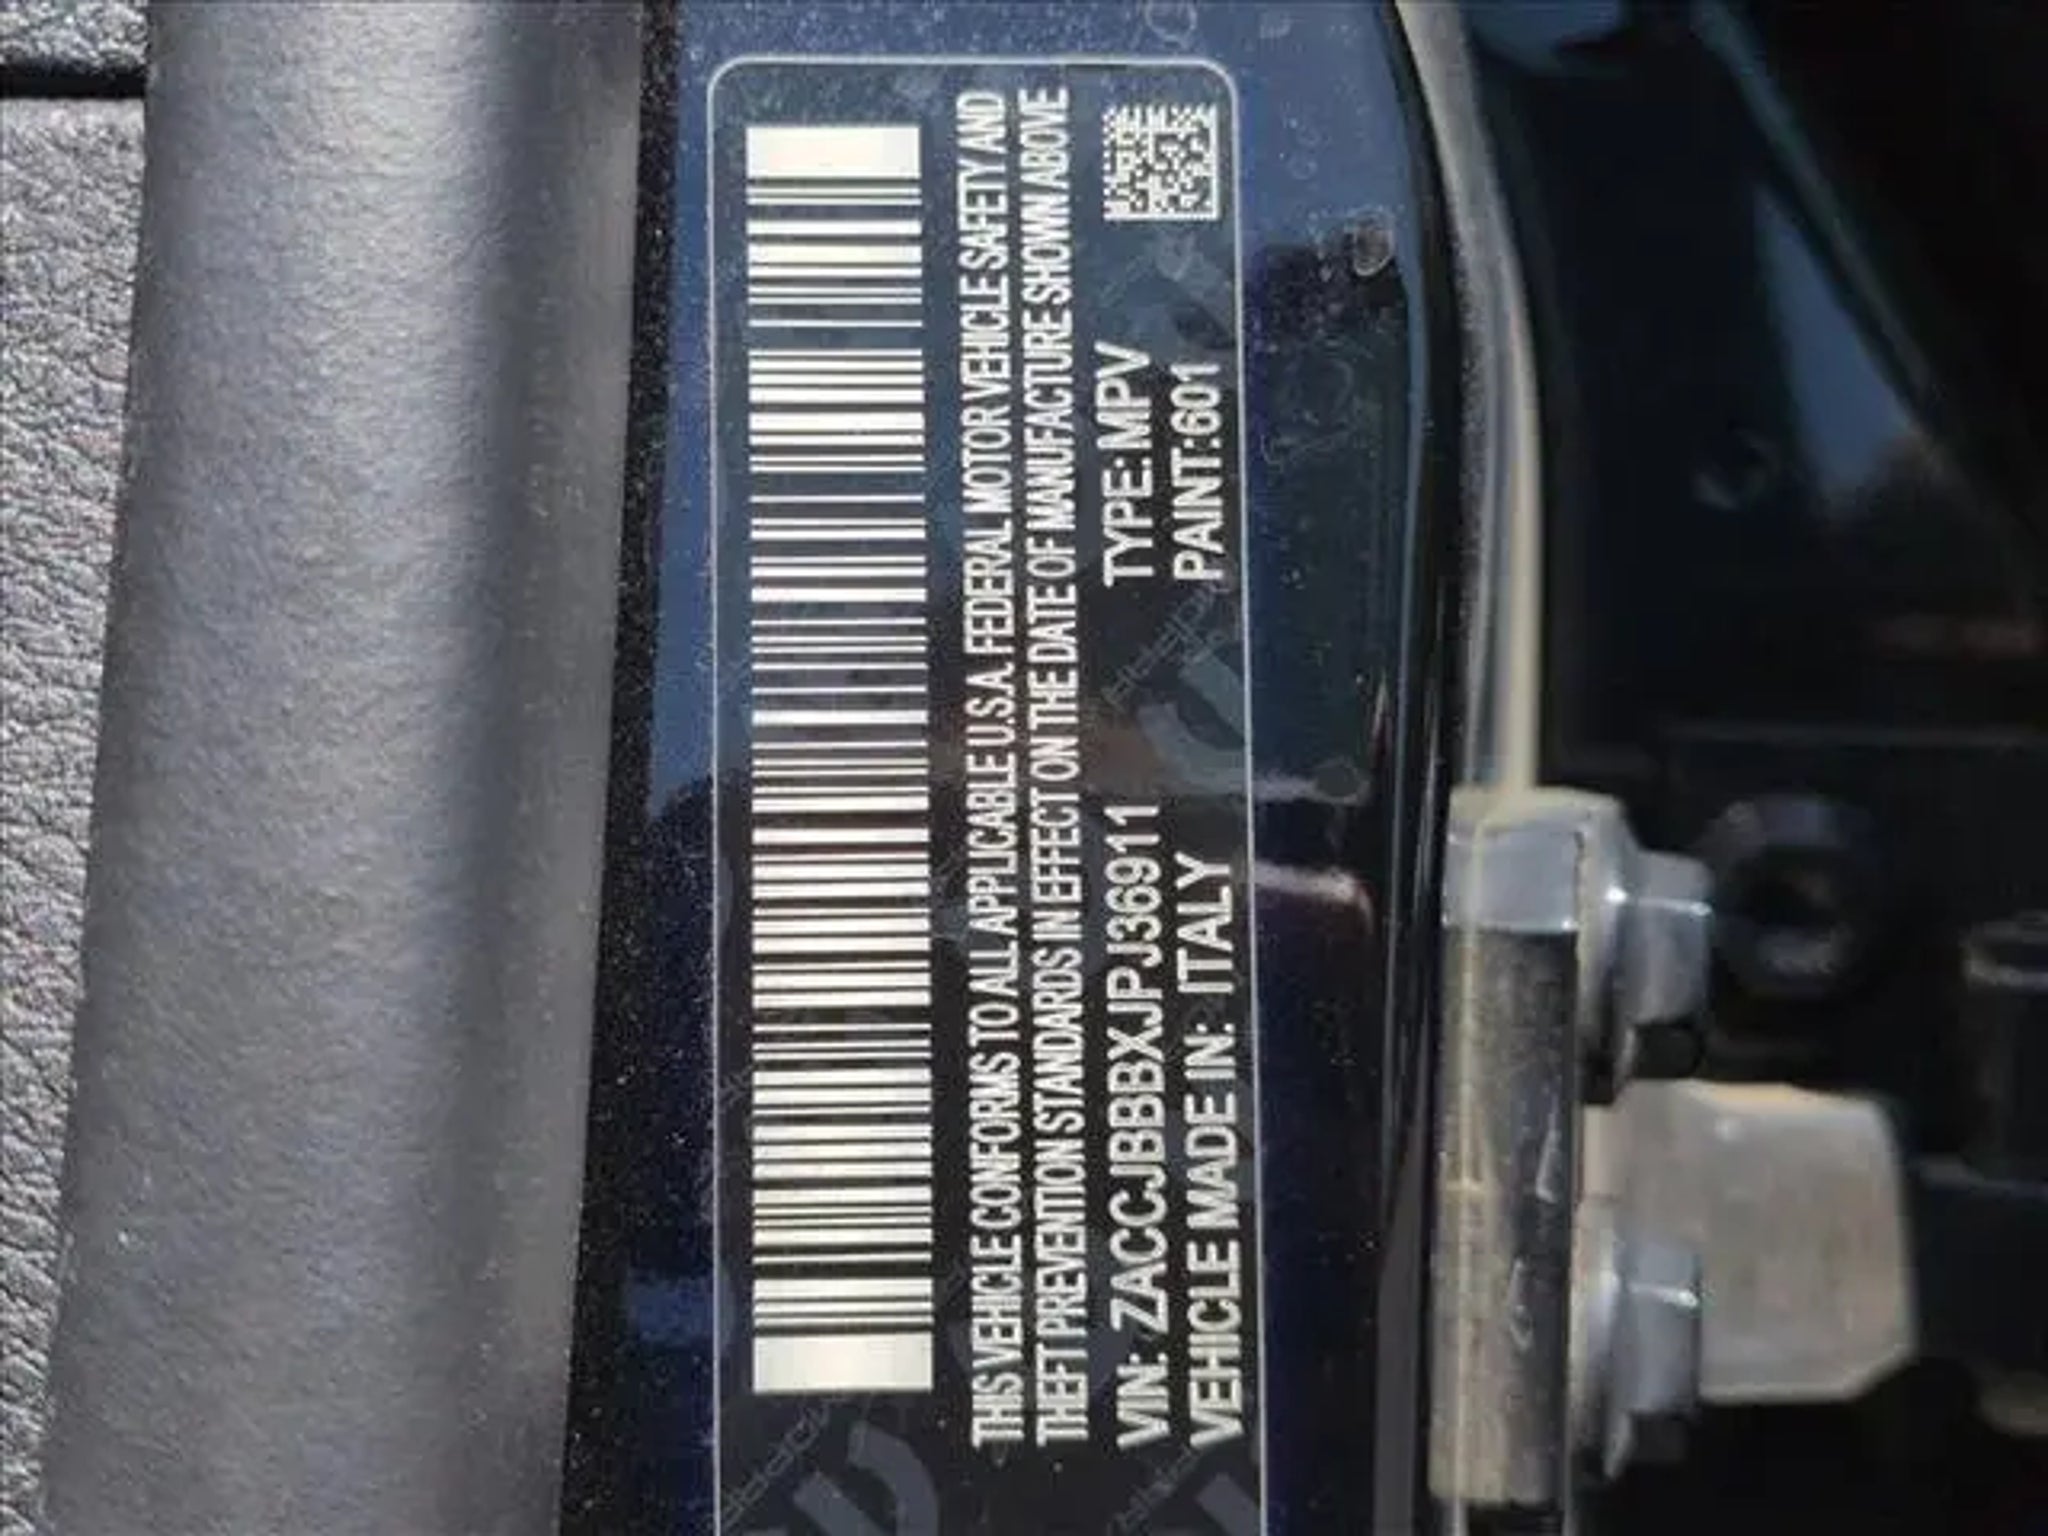 THIS VEHICLE CONFORMS TO ALL APPLICABLE U.S.A. FEDERAL MOTOR VEHICLE SAFETY AND
THEFT PREVENTION STANDARDS IN EFFECT ON THE DATE OF MANUFACTURE SHOWN ABOVE
VIN: ZACCJBBBXJPJ36911 TYPE: MPV
VEHICLE MADE IN: ITALY PAINT:601